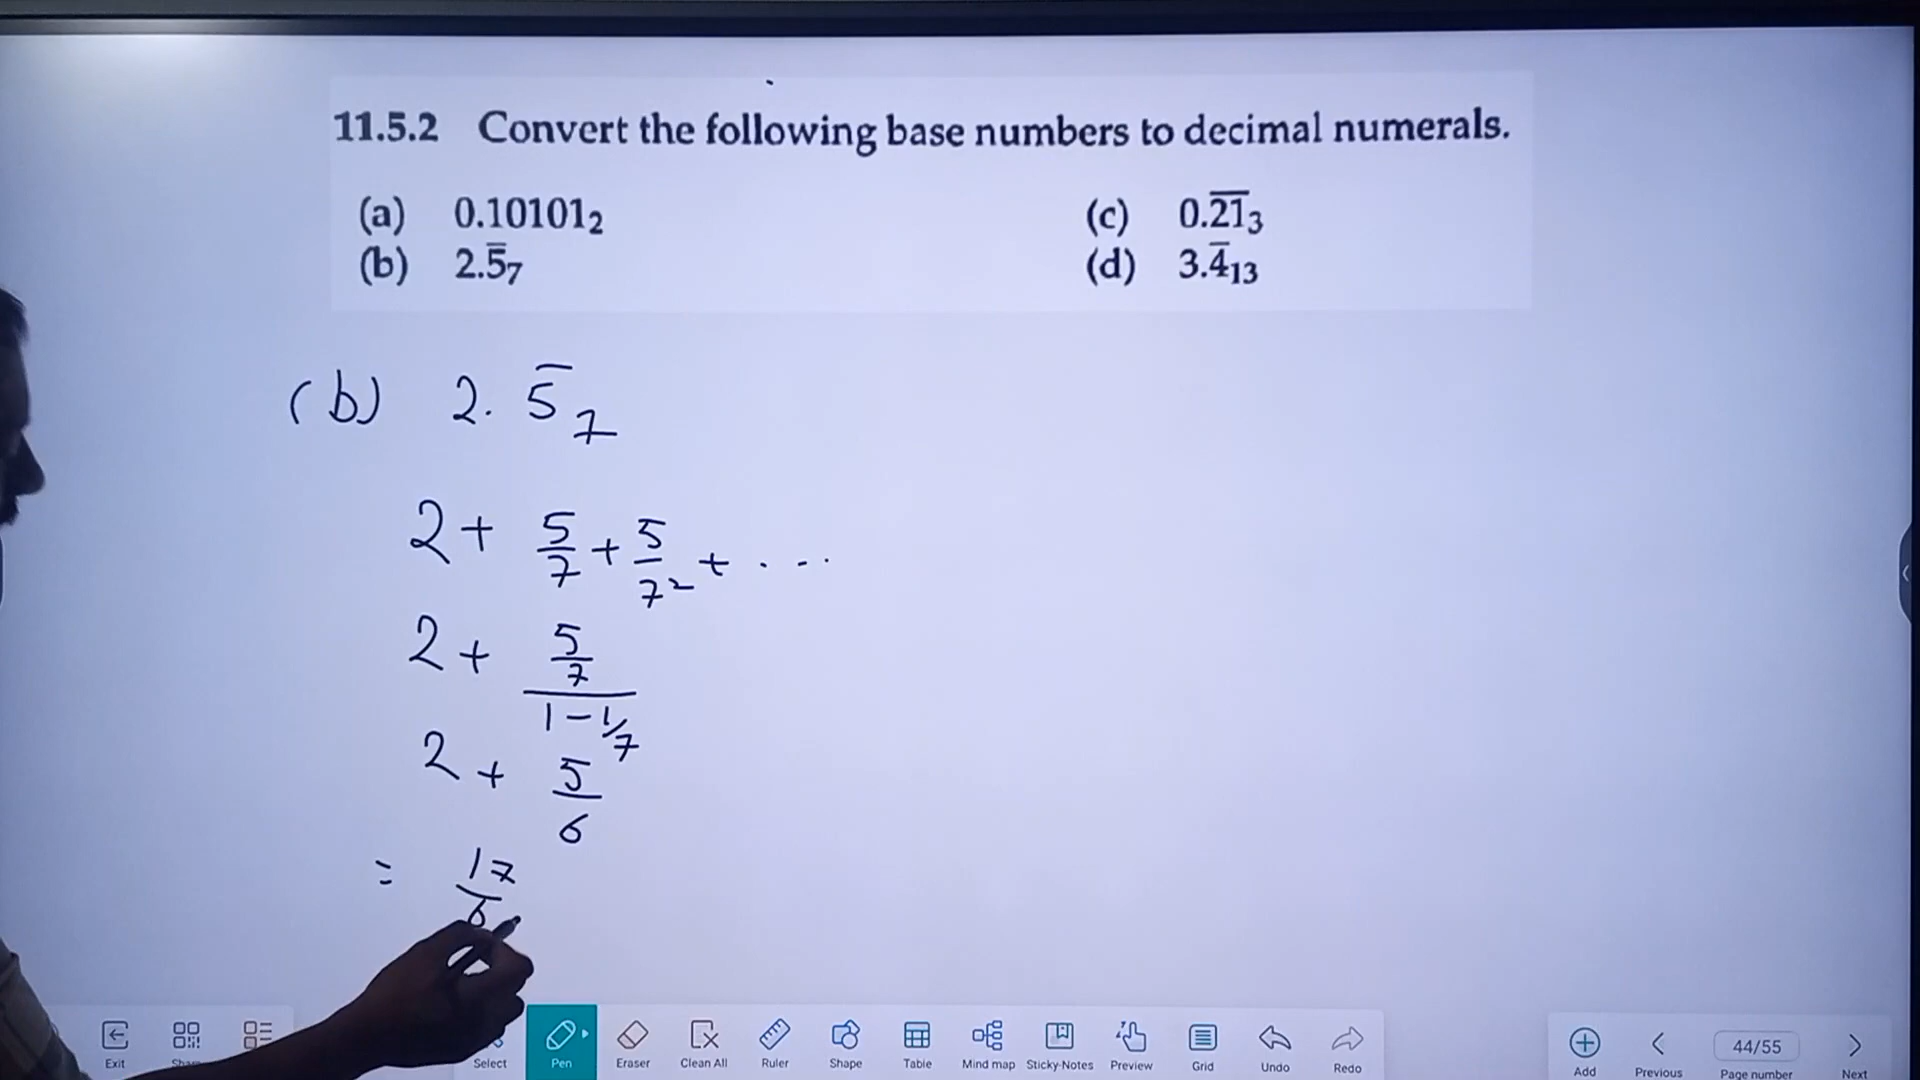 11.5.2 Convert the following base numbers to decimal numerals.
(a) 0.10101₂ (c) 0.2̅1̅₃
(b) 2.5̅₇ (d) 3.4̅₁₃
(b) 2.5̅₇
2 + 5/7 + 5/7² + . . . .
2 + (5/7)/(1 - 1/7)
2 + 5/6
= 17/6
Exit Select Pen Eraser Clean All Ruler Shape Table Mind map Sticky-Notes Preview Grid Undo Redo Add Previous 44/55 Page number Next